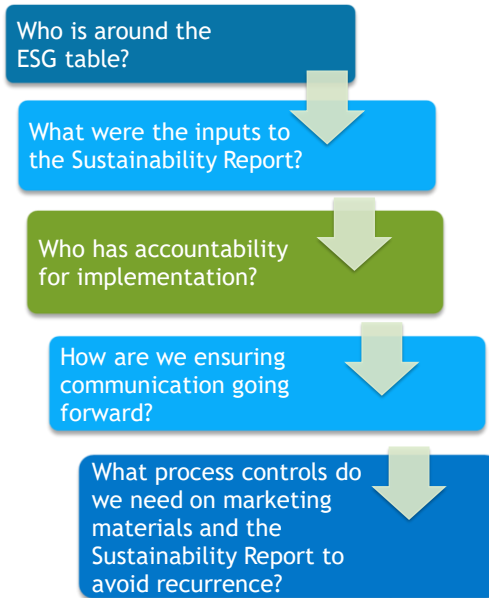 Who is around the
ESG table?
What were the inputs to
the Sustainability Report?
Who has accountability
for implementation?
How are we ensuring
communication going
forward?
What process controls do
we need on marketing
materials and the
Sustainability Report to
avoid recurrence?